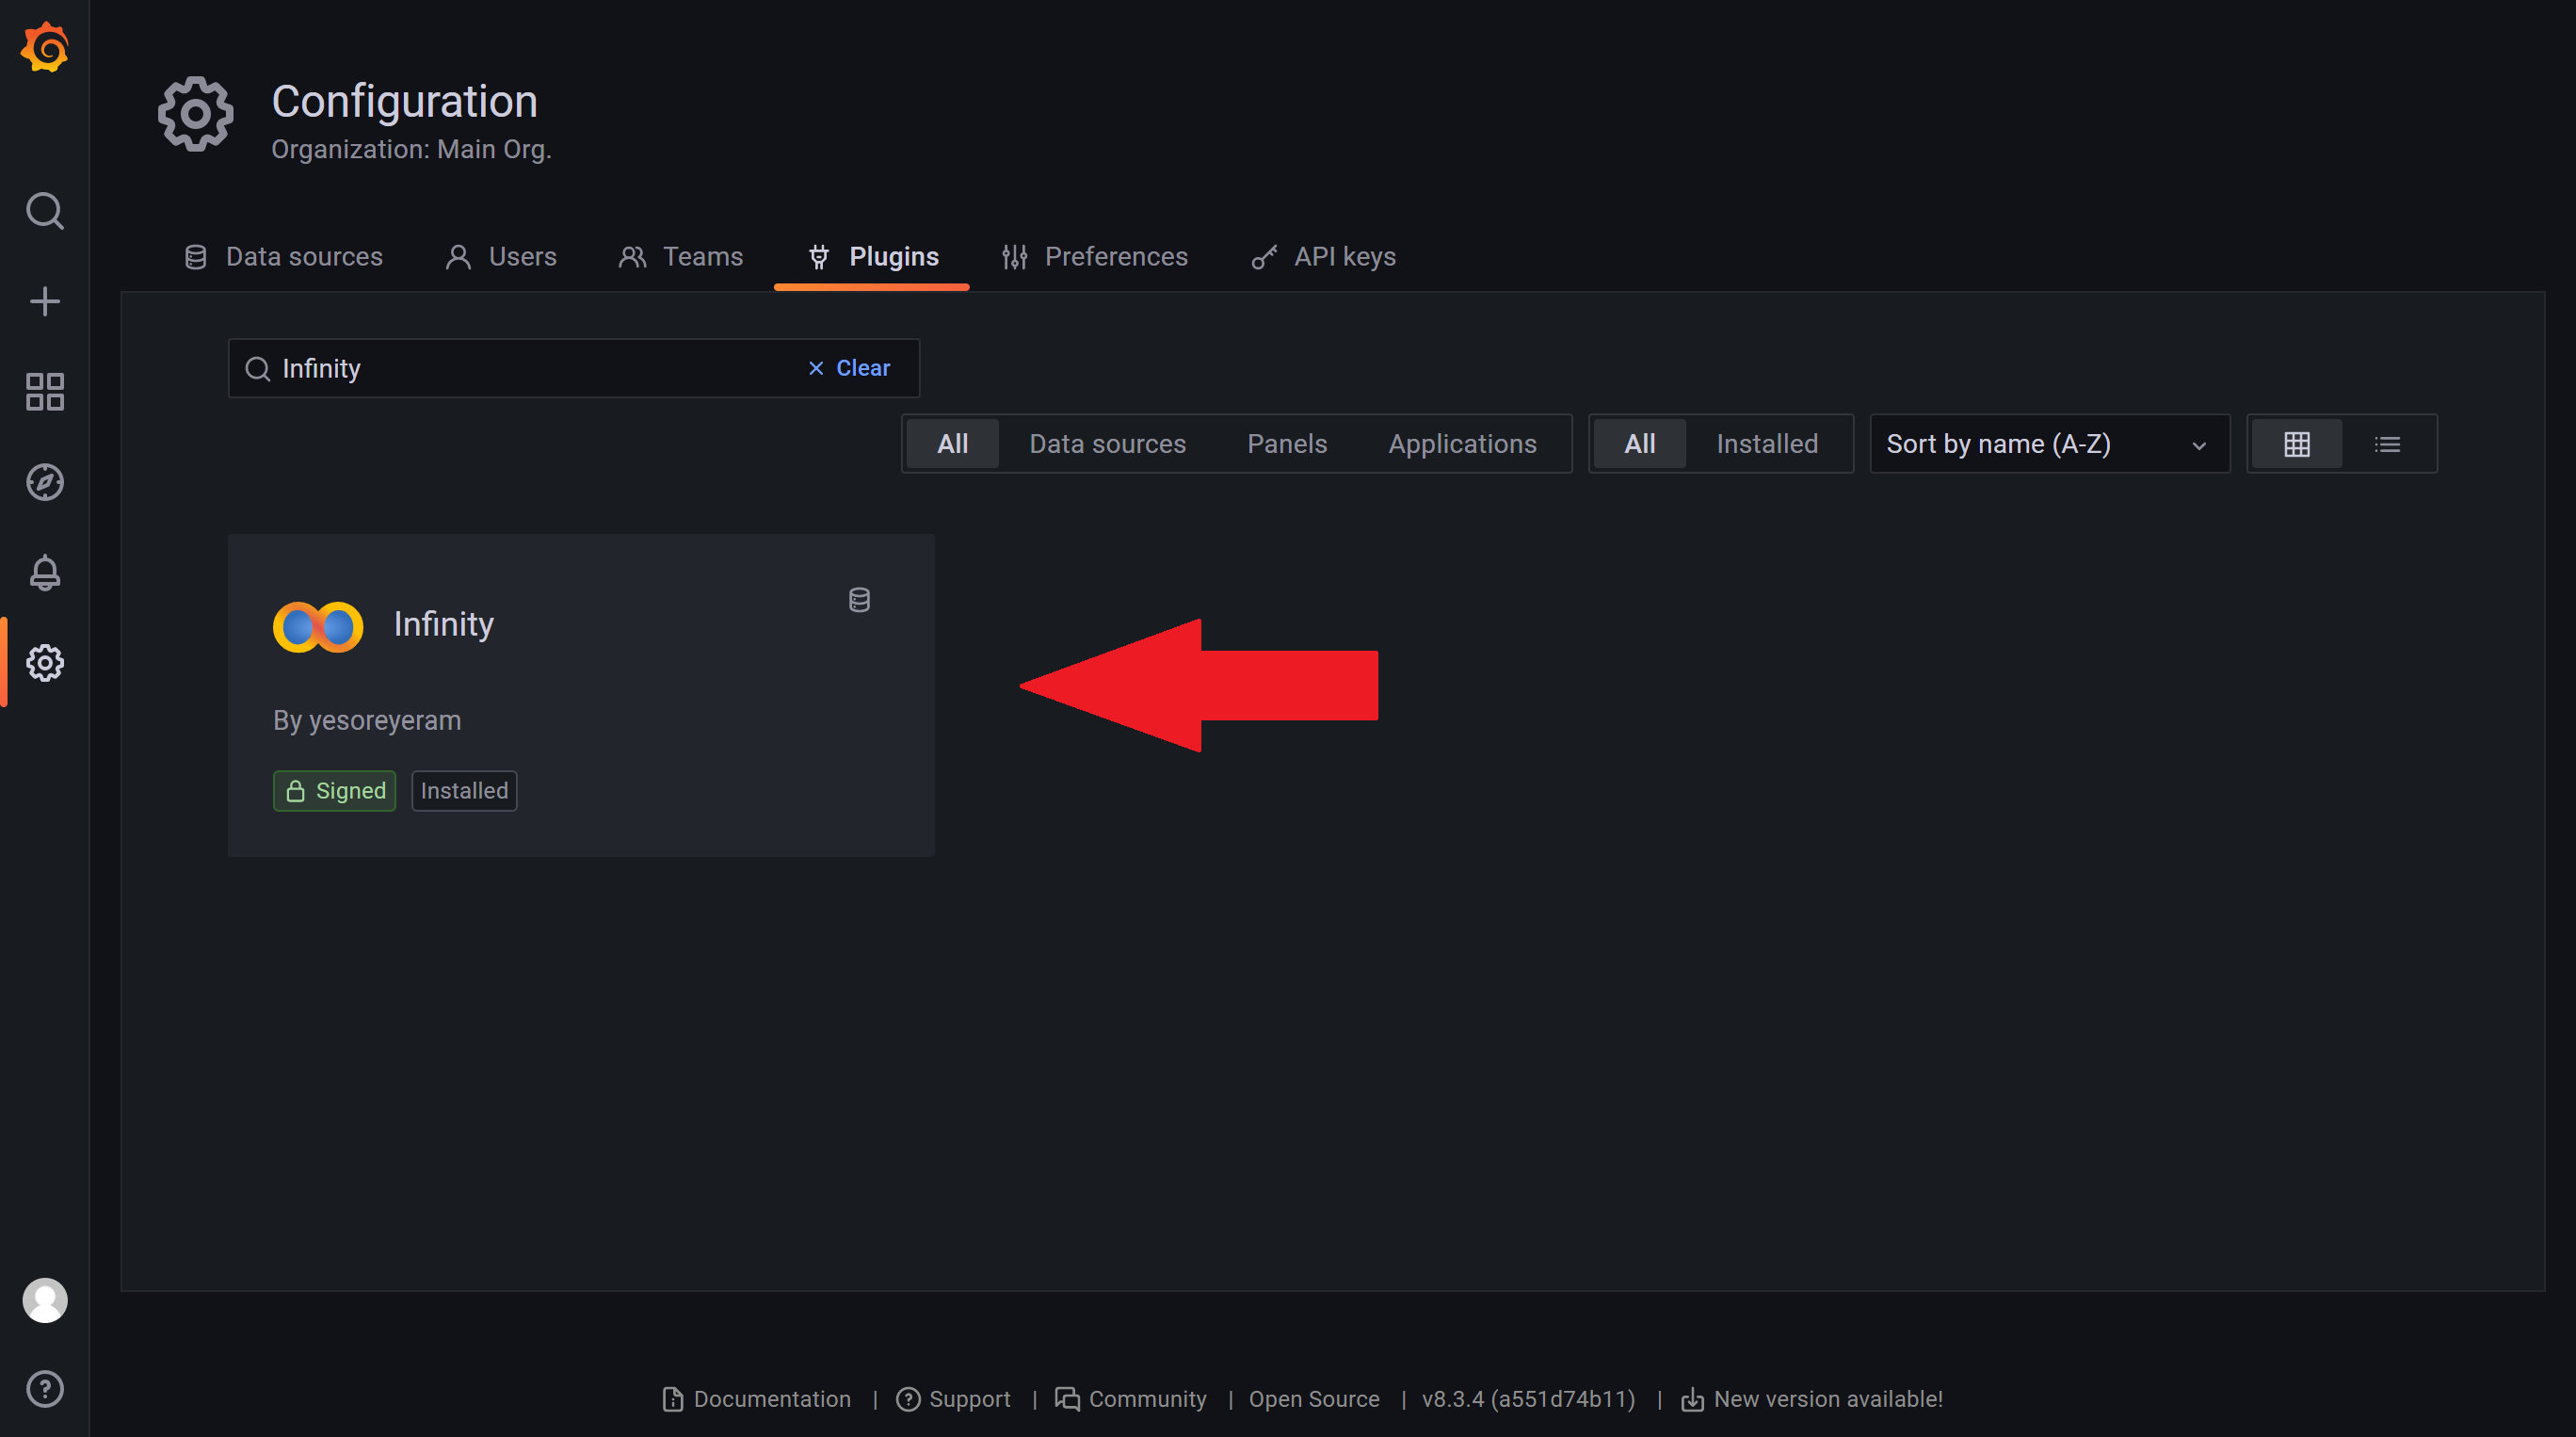 Configuration
Organization: Main Org.
Data sources Users Teams Plugins Preferences API keys
Infinity Clear
All Data sources Panels Applications All Installed Sort by name (A-Z)
Infinity
By yesoreyeram
Signed Installed
Documentation | Support | Community | Open Source | v8.3.4 (a551d74b11) | New version available!